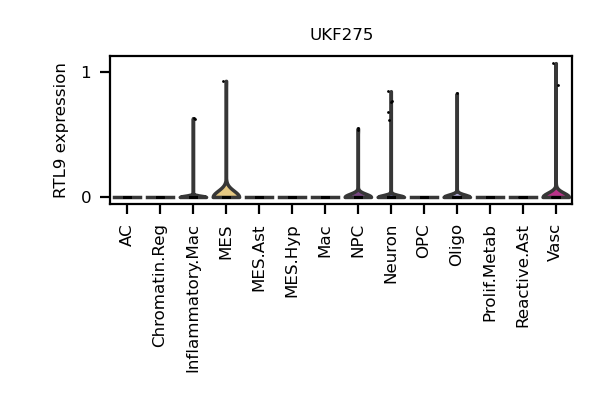 UKF275
RTL9 expression
1
0
AC
Chromatin.Reg
Inflammatory.Mac
MES
MES.Ast
MES.Hyp
Mac
NPC
Neuron
OPC
Oligo
Prolif.Metab
Reactive.Ast
Vasc